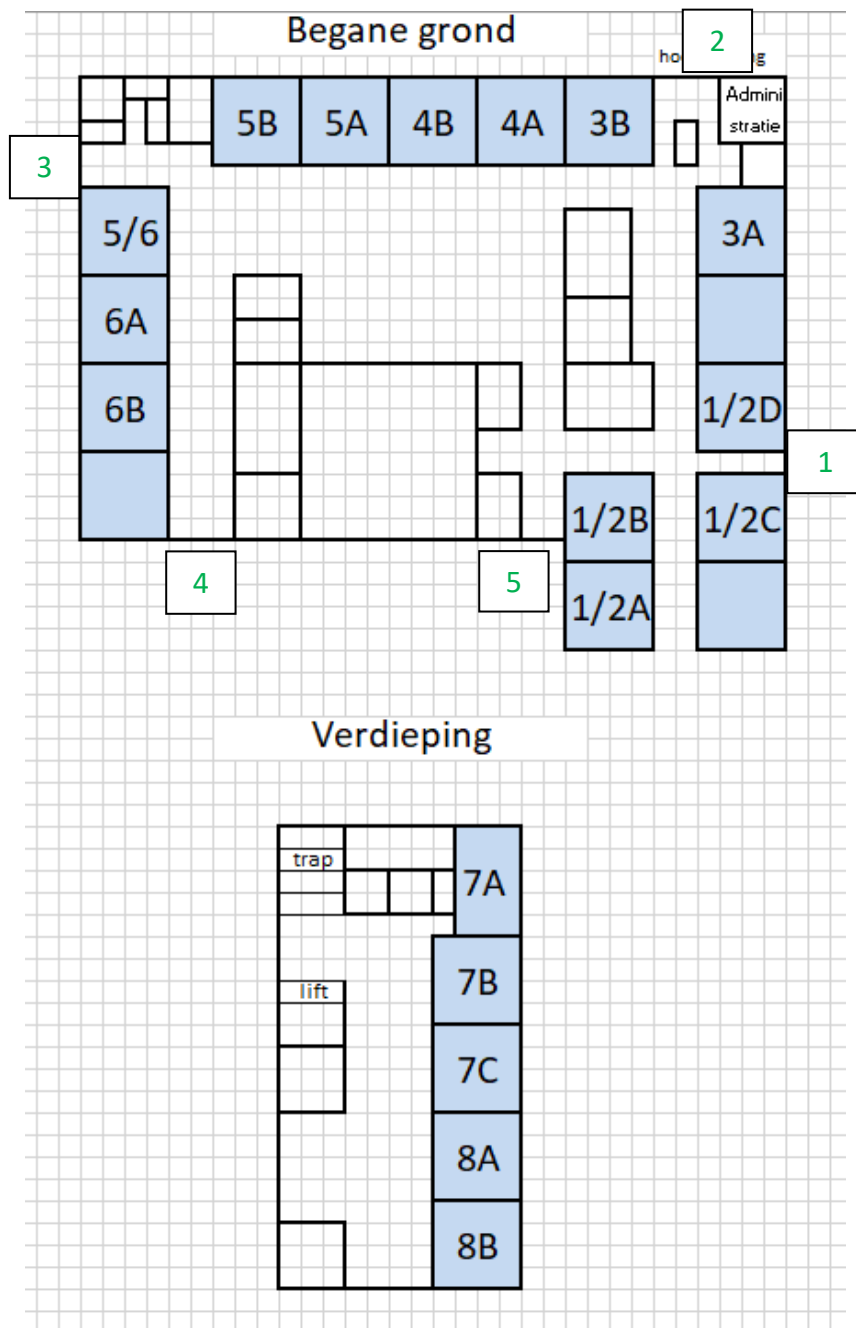 Begane grond
2
Admini
stratie
5B 5A 4B 4A 3B
3
5/6
3A
6A
6B
1/2D
1
1/2B
1/2C
4
5
1/2A
Verdieping
trap
7A
7B
lift
7C
8A
8B